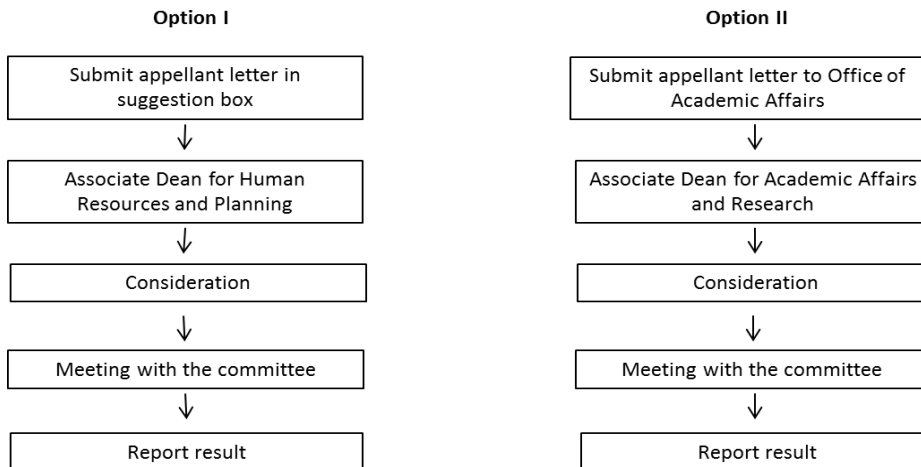 Option I
Submit appellant letter in
suggestion box
Associate Dean for Human
Resources and Planning
Consideration
Meeting with the committee
Report result
Option II
Submit appellant letter to Office of
Academic Affairs
Associate Dean for Academic Affairs
and Research
Consideration
Meeting with the committee
Report result